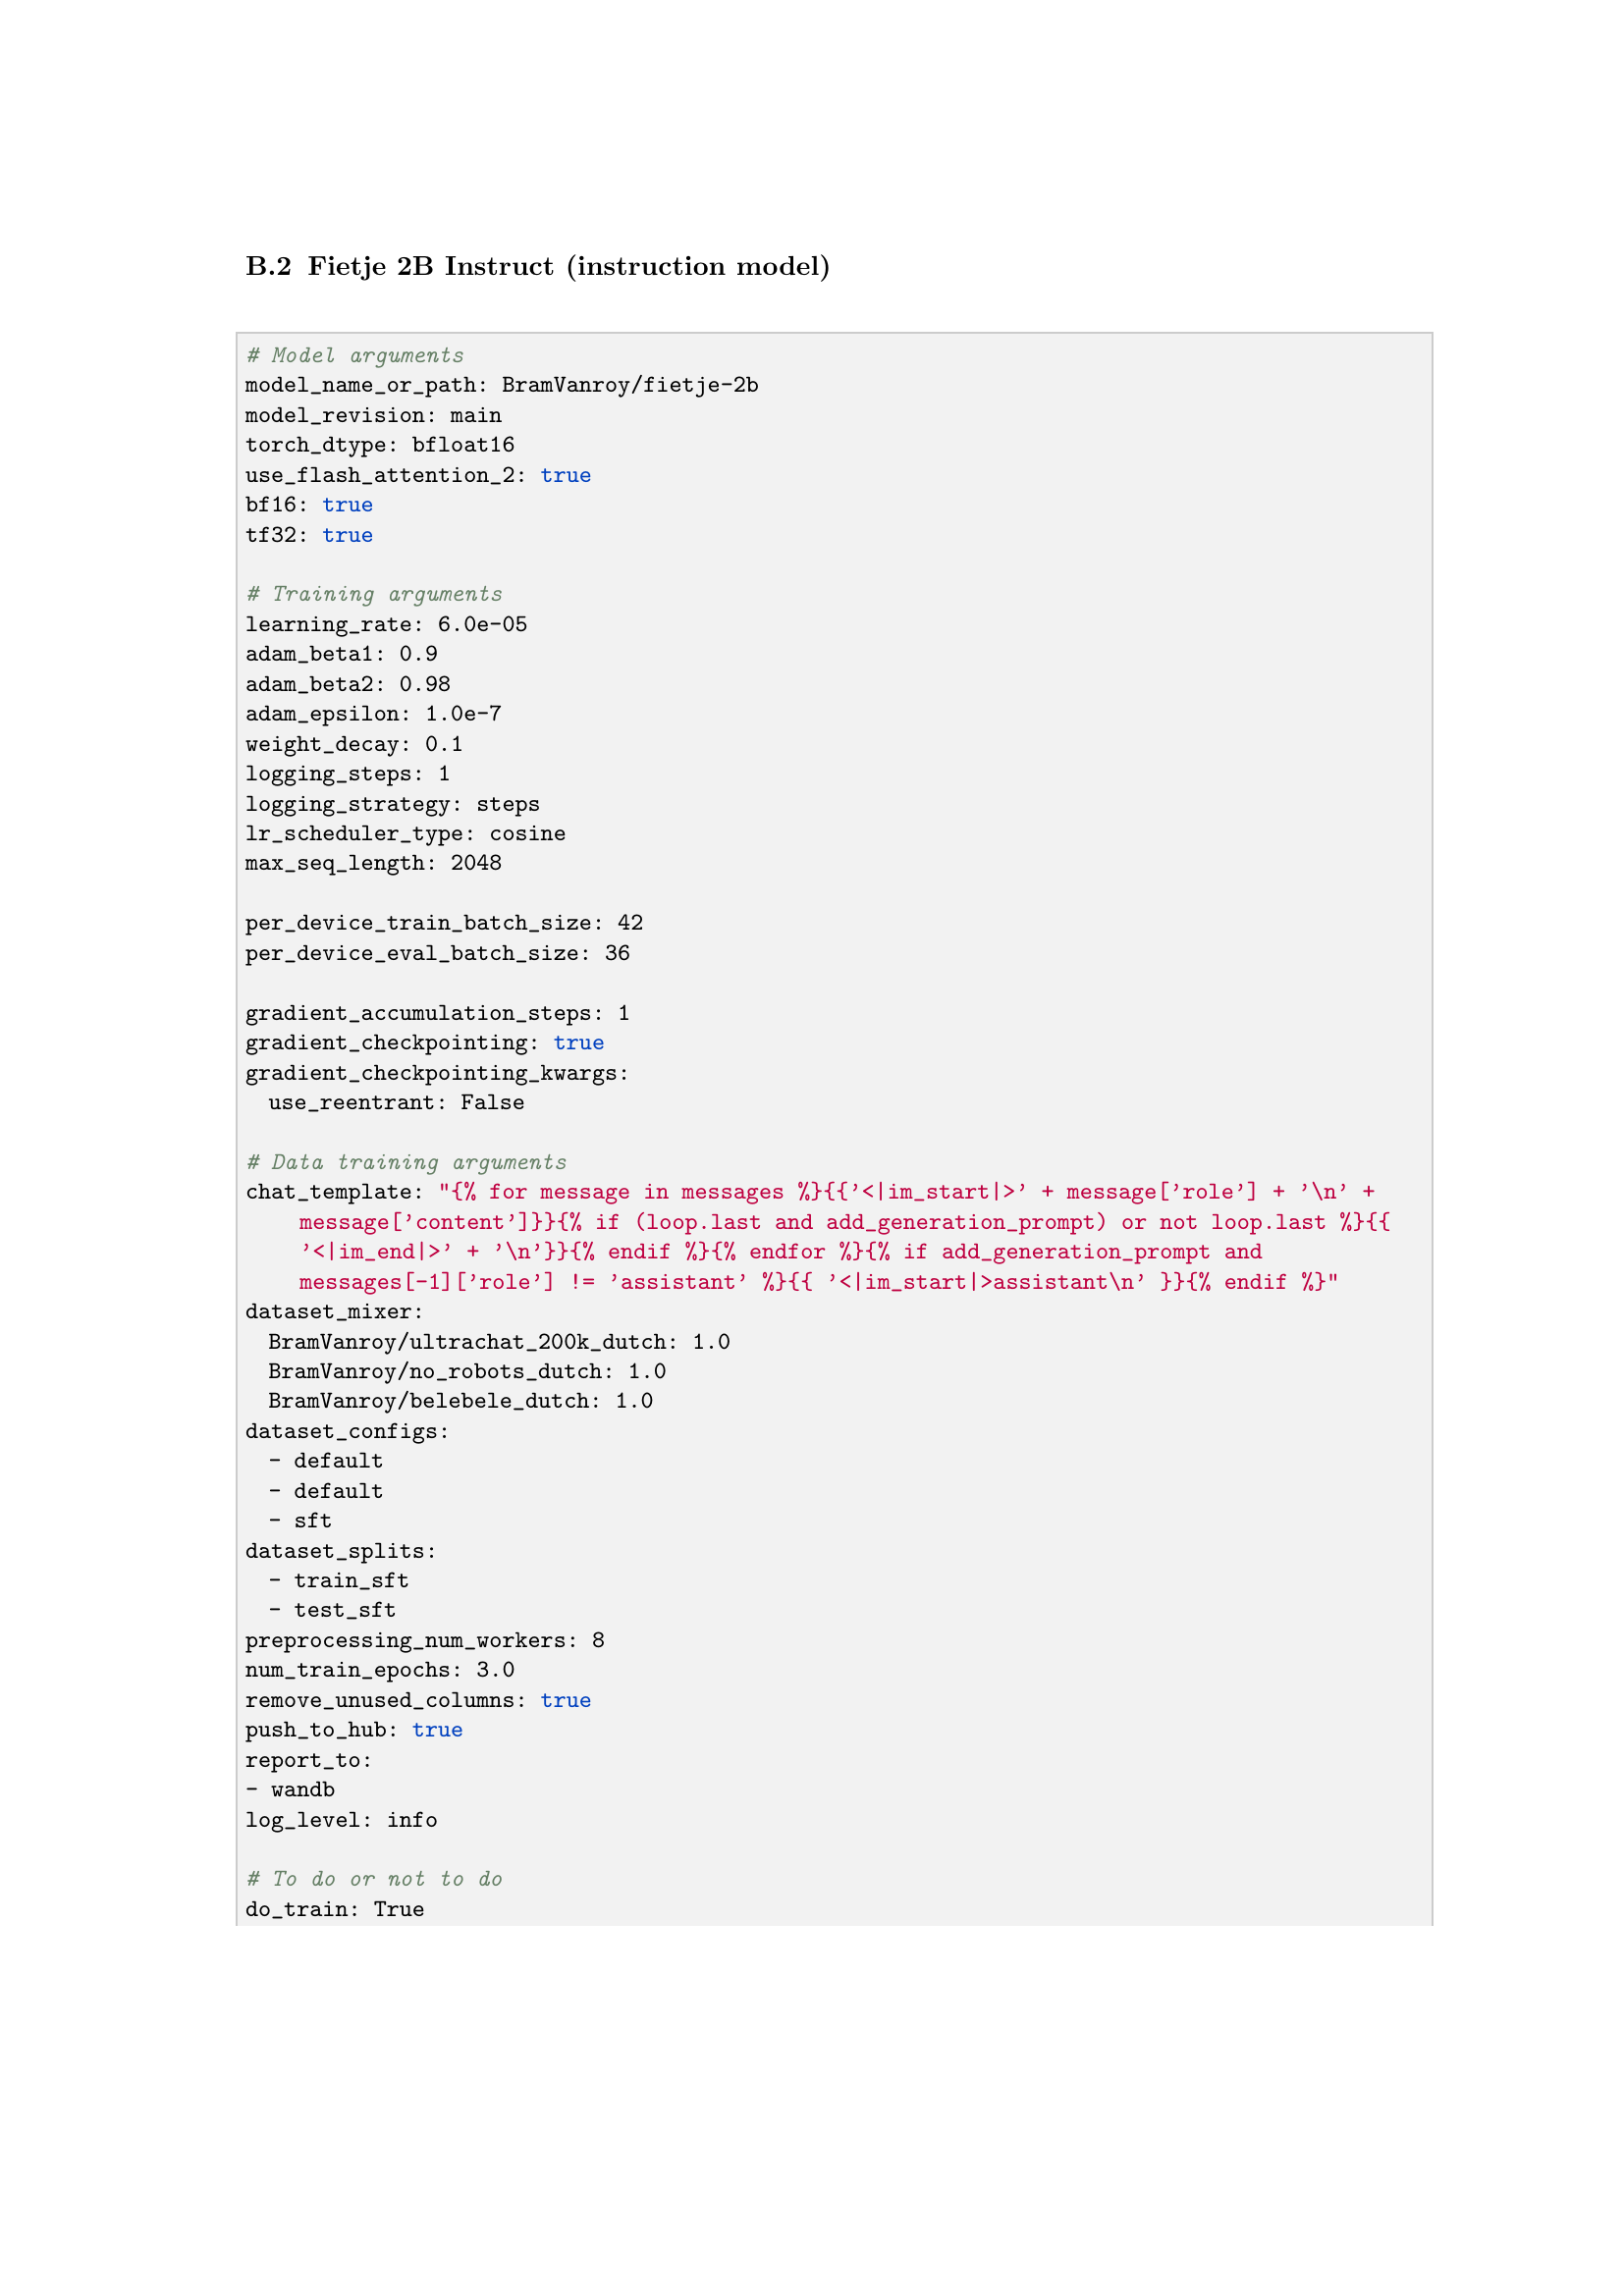 B.2 Fietje 2B Instruct (instruction model)
# Model arguments
model_name_or_path: BramVanroy/fietje-2b
model_revision: main
torch_dtype: bfloat16
use_flash_attention_2: true
bf16: true
tf32: true
# Training arguments
learning_rate: 6.0e-05
adam_beta1: 0.9
adam_beta2: 0.98
adam_epsilon: 1.0e-7
weight_decay: 0.1
logging_steps: 1
logging_strategy: steps
lr_scheduler_type: cosine
max_seq_length: 2048
per_device_train_batch_size: 42
per_device_eval_batch_size: 36
gradient_accumulation_steps: 1
gradient_checkpointing: true
gradient_checkpointing_kwargs:
  use_reentrant: False
# Data training arguments
chat_template: "{% for message in messages %}{{'<|im_start|>' + message['role'] + '\n' +
    message['content']}}{% if (loop.last and add_generation_prompt) or not loop.last %}{{
    '<|im_end|>' + '\n'}}{% endif %}{% endfor %}{% if add_generation_prompt and
    messages[-1]['role'] != 'assistant' %}{{ '<|im_start|>assistant\n' }}{% endif %}"
dataset_mixer:
  BramVanroy/ultrachat_200k_dutch: 1.0
  BramVanroy/no_robots_dutch: 1.0
  BramVanroy/belebele_dutch: 1.0
dataset_configs:
  - default
  - default
  - sft
dataset_splits:
  - train_sft
  - test_sft
preprocessing_num_workers: 8
num_train_epochs: 3.0
remove_unused_columns: true
push_to_hub: true
report_to:
- wandb
log_level: info
# To do or not to do
do_train: True